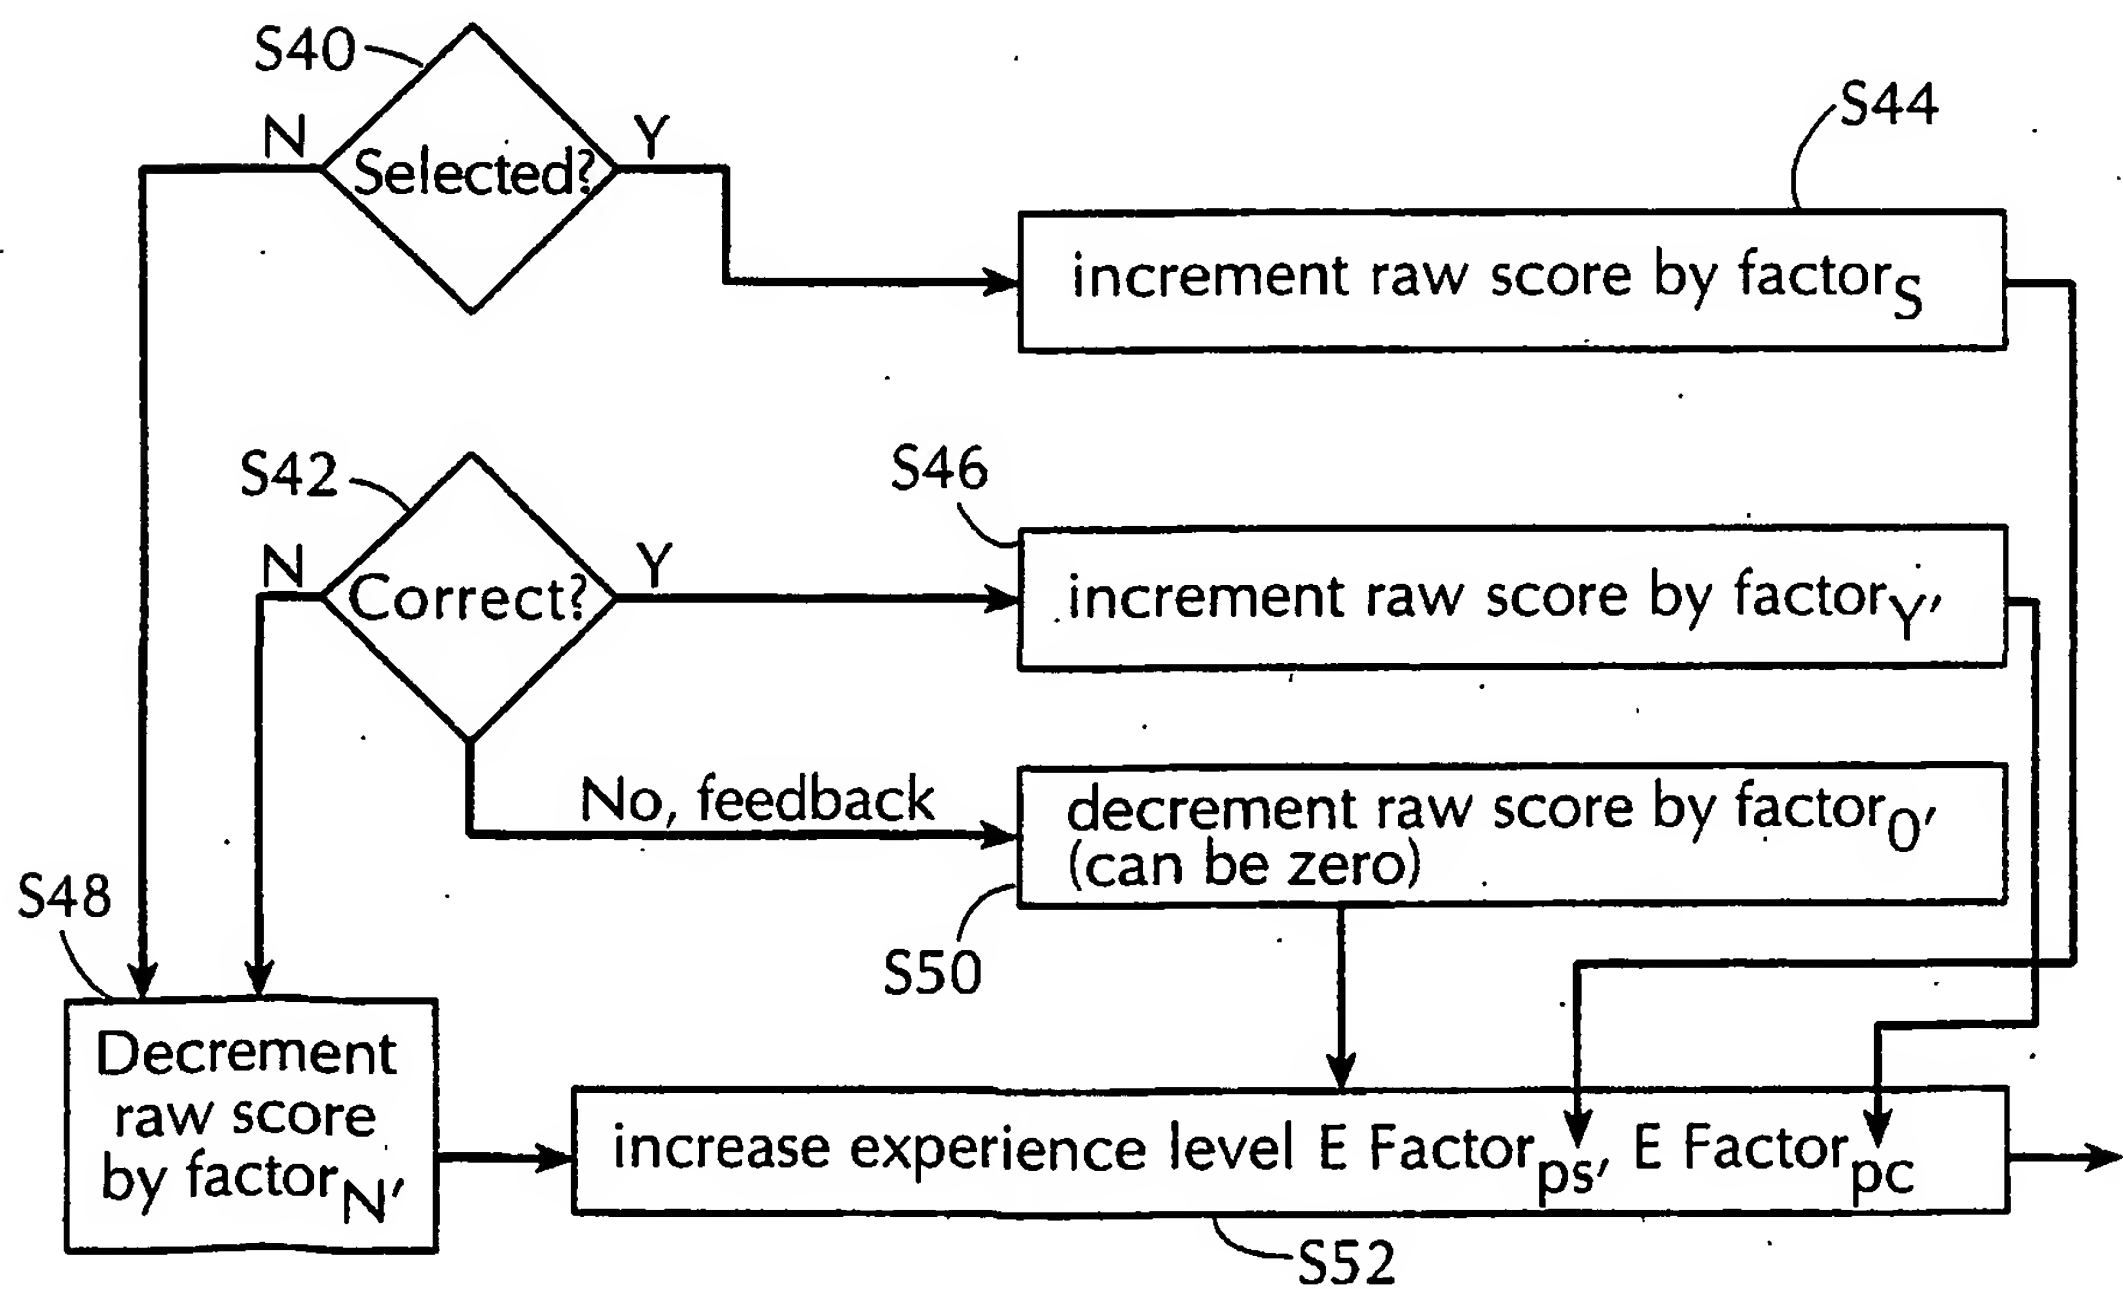 S40
N
Y
Selected?
S44
increment raw score by factorS
S42
N
Y
Correct?
S46
increment raw score by factorY'
No, feedback
decrement raw score by factor0'
(can be zero)
S50
S48
Decrement
raw score
by factorN'
increase experience level E Factorps, E Factorpc
S52